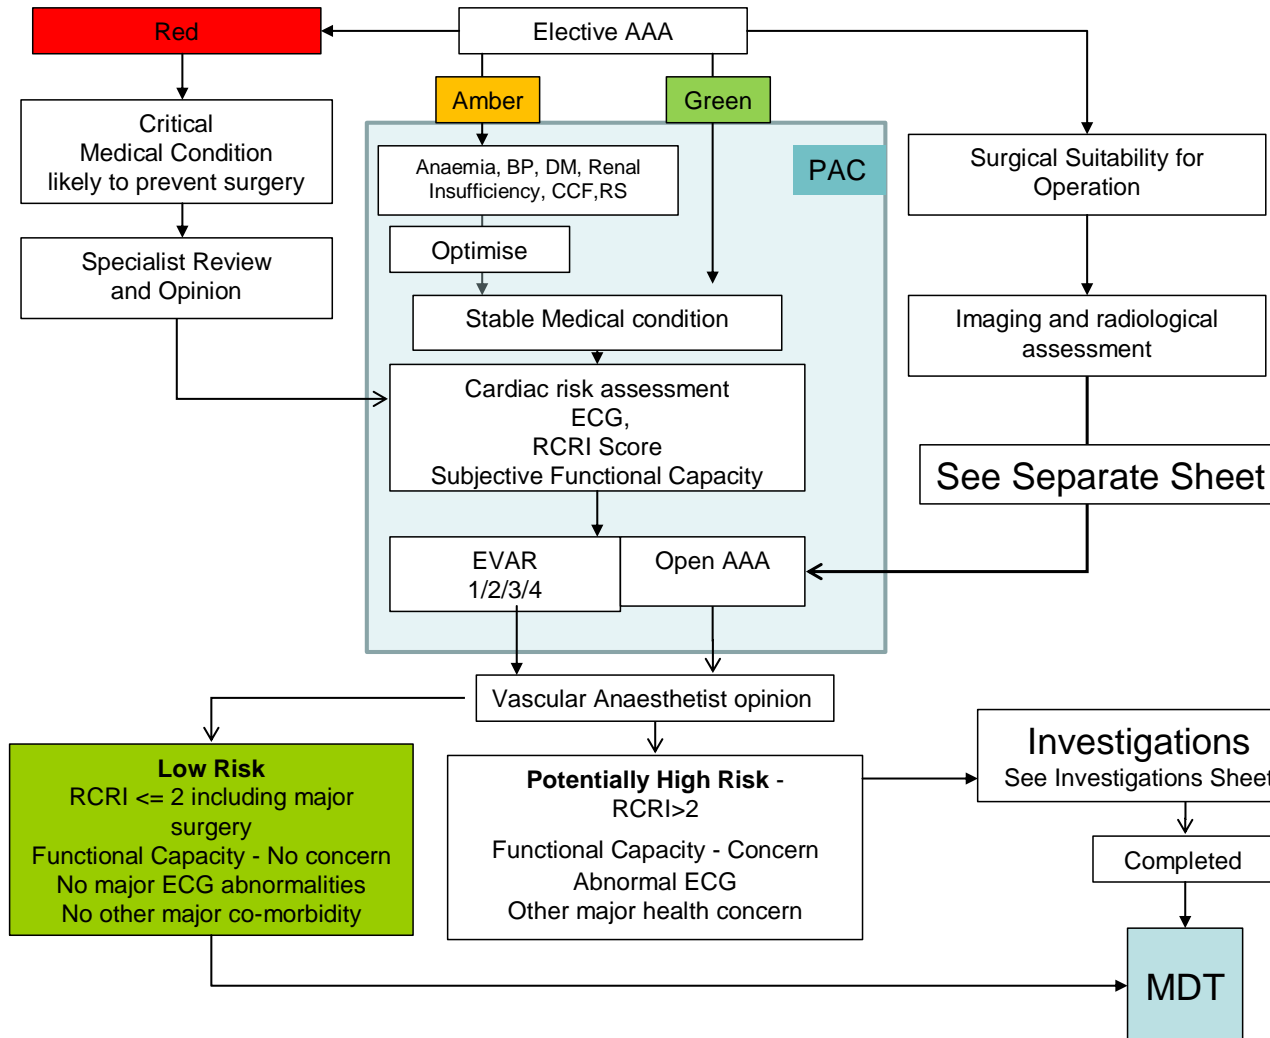 Red
Elective AAA
Amber
Green
Critical
Medical Condition
likely to prevent surgery
Anaemia, BP, DM, Renal
Insufficiency, CCF,RS
PAC
Surgical Suitability for
Operation
Specialist Review
and Opinion
Optimise
Stable Medical condition
Imaging and radiological
assessment
Cardiac risk assessment
ECG,
RCRI Score
Subjective Functional Capacity
See Separate Sheet
EVAR
1/2/3/4
Open AAA
Vascular Anaesthetist opinion
Low Risk
RCRI <= 2 including major
surgery
Functional Capacity - No concern
No major ECG abnormalities
No other major co-morbidity
Potentially High Risk -
RCRI>2
Functional Capacity - Concern
Abnormal ECG
Other major health concern
Investigations
See Investigations Sheet
Completed
MDT